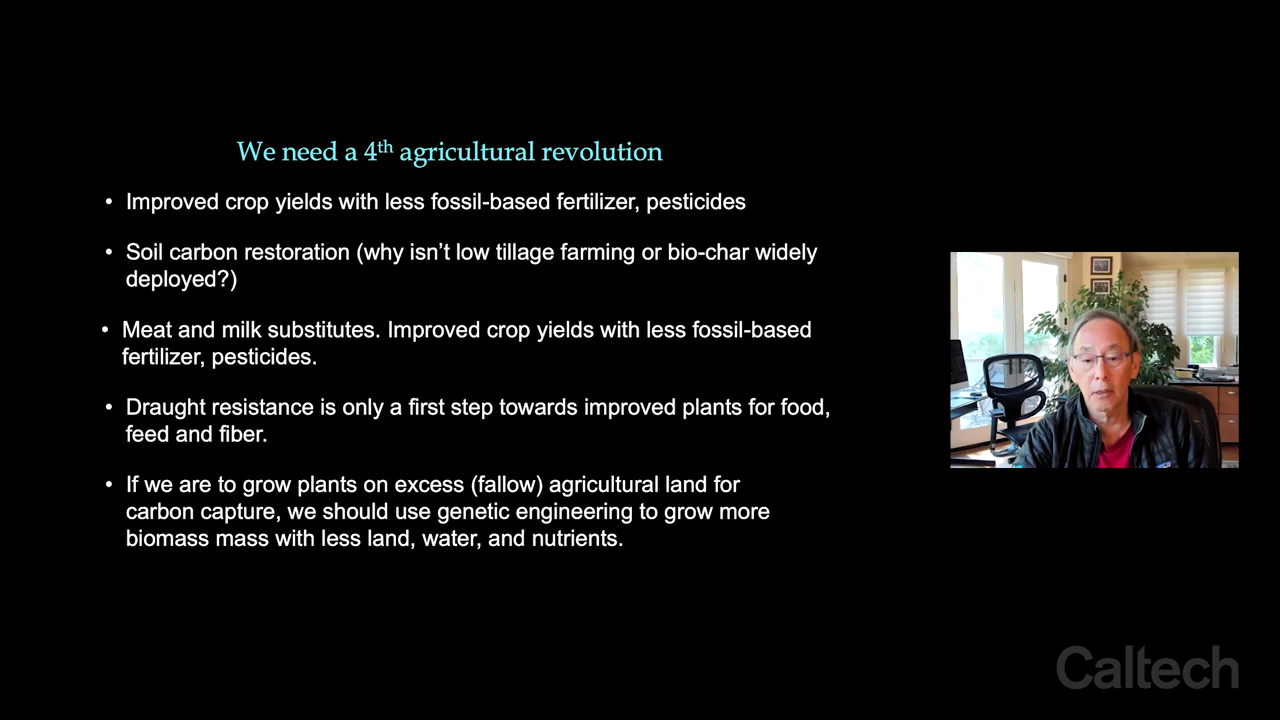 We need a 4th agricultural revolution
• Improved crop yields with less fossil-based fertilizer, pesticides
• Soil carbon restoration (why isn’t low tillage farming or bio-char widely
deployed?)
• Meat and milk substitutes. Improved crop yields with less fossil-based
fertilizer, pesticides.
• Draught resistance is only a first step towards improved plants for food,
feed and fiber.
• If we are to grow plants on excess (fallow) agricultural land for
carbon capture, we should use genetic engineering to grow more
biomass mass with less land, water, and nutrients.
Caltech